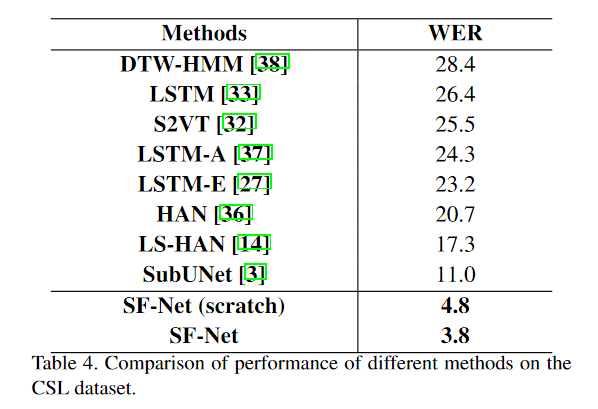 Methods WER
DTW-HMM [38] 28.4
LSTM [33] 26.4
S2VT [32] 25.5
LSTM-A [37] 24.3
LSTM-E [27] 23.2
HAN [36] 20.7
LS-HAN [14] 17.3
SubUNet [3] 11.0
SF-Net (scratch) 4.8
SF-Net 3.8
Table 4. Comparison of performance of different methods on the
CSL dataset.